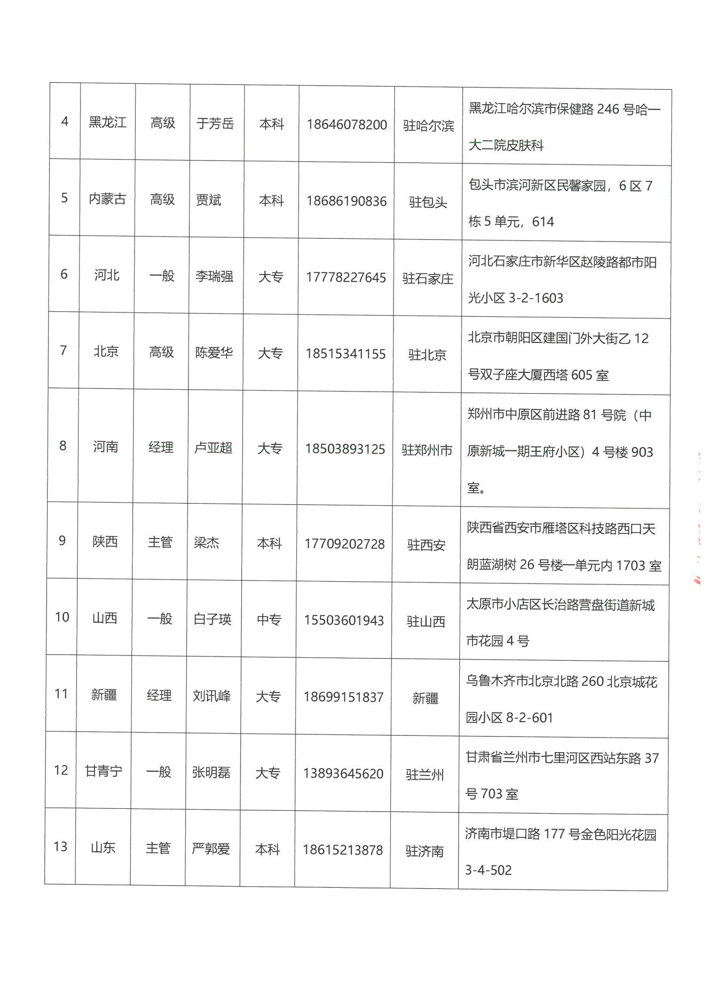 4 黑龙江 高级 于芳岳 本科 18646078200 驻哈尔滨 黑龙江哈尔滨市保健路 246 号哈一
大二院皮肤科
5 内蒙古 高级 贾斌 本科 18686190836 驻包头 包头市滨河新区民馨家园，6 区 7
栋 5 单元，614
6 河北 一般 李瑞强 大专 17778227645 驻石家庄 河北石家庄市新华区赵陵路都市阳
光小区 3-2-1603
7 北京 高级 陈爱华 大专 18515341155 驻北京 北京市朝阳区建国门外大街乙 12
号双子座大厦西塔 605 室
8 河南 经理 卢亚超 大专 18503893125 驻郑州市 郑州市中原区前进路 81 号院（中
原新城一期王府小区）4 号楼 903
室。
9 陕西 主管 梁杰 本科 17709202728 驻西安 陕西省西安市雁塔区科技路西口天
朗蓝湖树 26 号楼一单元内 1703 室
10 山西 一般 白子瑛 中专 15503601943 驻山西 太原市小店区长治路营盘街道新城
市花园 4 号
11 新疆 经理 刘讯峰 大专 18699151837 新疆 乌鲁木齐市北京北路 260 北京城花
园小区 8-2-601
12 甘青宁 一般 张明磊 大专 13893645620 驻兰州 甘肃省兰州市七里河区西站东路 37
号 703 室
13 山东 主管 严郭爱 本科 18615213878 驻济南 济南市堤口路 177 号金色阳光花园
3-4-502